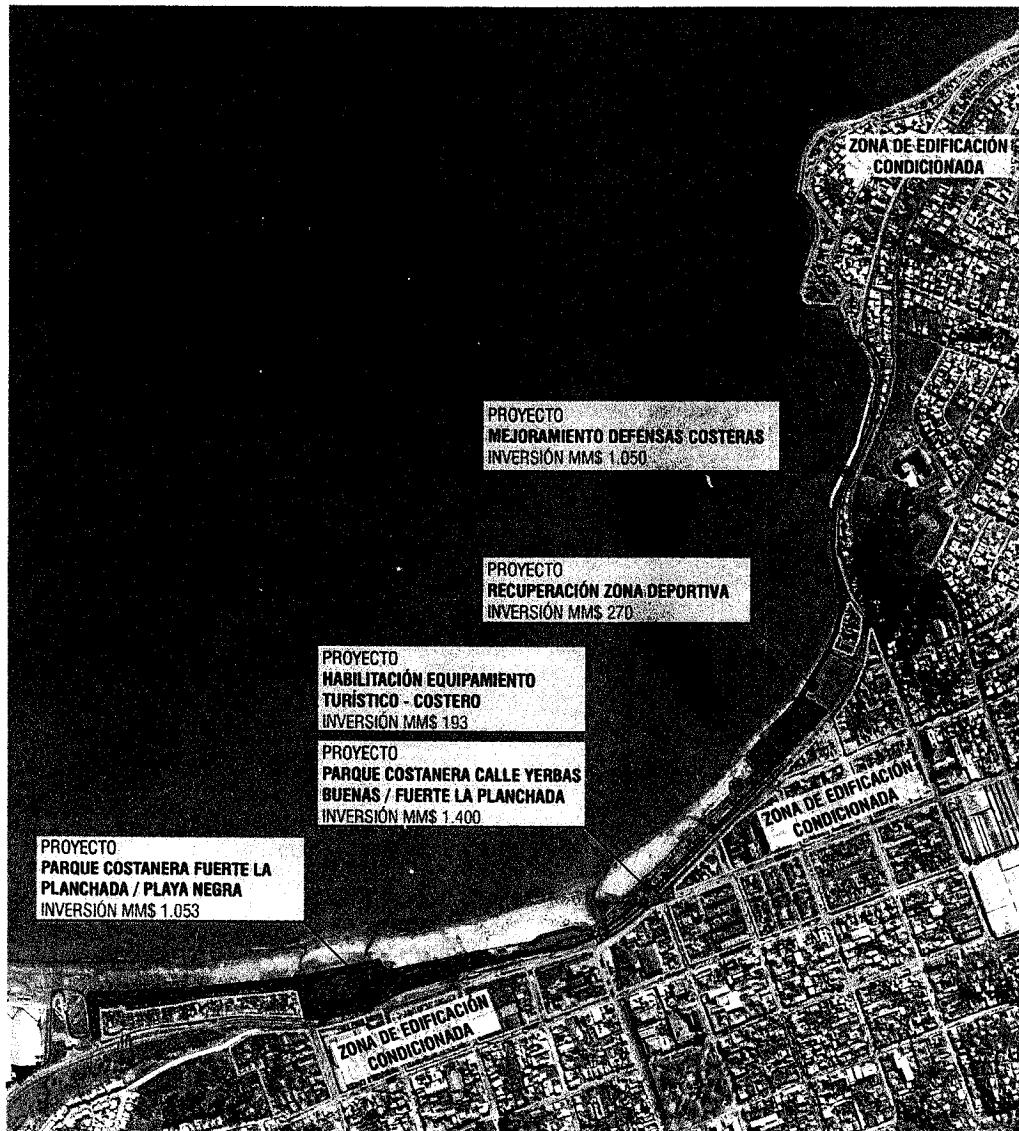 ZONA DE EDIFICACIÓN
CONDICIONADA
PROYECTO
MEJORAMIENTO DEFENSAS COSTERAS
INVERSIÓN MM$ 1.050
PROYECTO
RECUPERACIÓN ZONA DEPORTIVA
INVERSIÓN MM$ 270
PROYECTO
HABILITACIÓN EQUIPAMIENTO
TURÍSTICO - COSTERO
INVERSIÓN MM$ 193
PROYECTO
PARQUE COSTANERA CALLE YERBAS
BUENAS / FUERTE LA PLANCHADA
INVERSIÓN MM$ 1.400
ZONA DE EDIFICACIÓN
CONDICIONADA
PROYECTO
PARQUE COSTANERA FUERTE LA
PLANCHADA / PLAYA NEGRA
INVERSIÓN MM$ 1.053
ZONA DE EDIFICACIÓN
CONDICIONADA